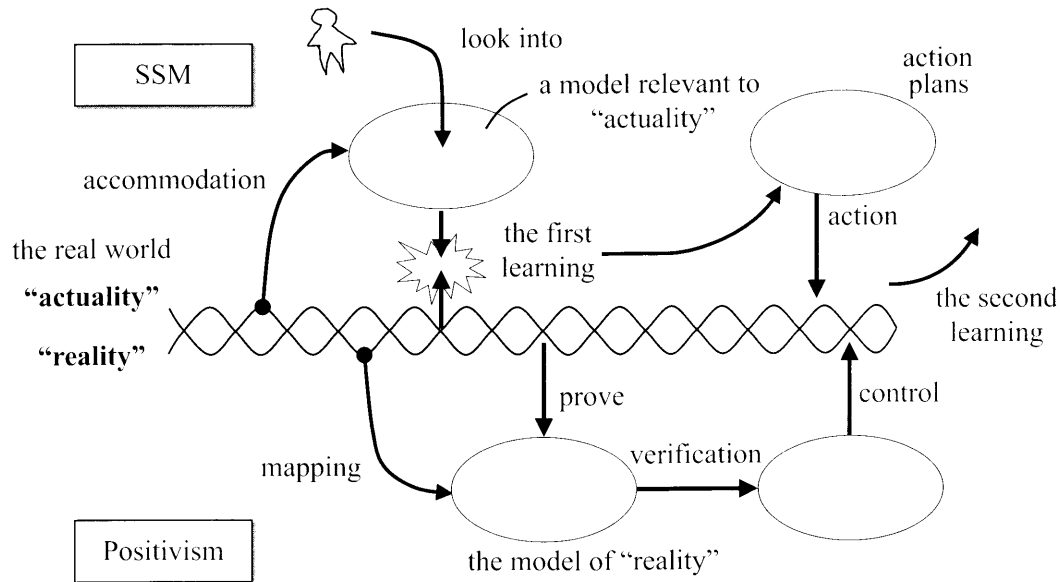 SSM
look into
a model relevant to
“actuality”
action
plans
accommodation
the first
learning
action
the real world
“actuality”
“reality”
the second
learning
prove
control
mapping
verification
Positivism
the model of “reality”